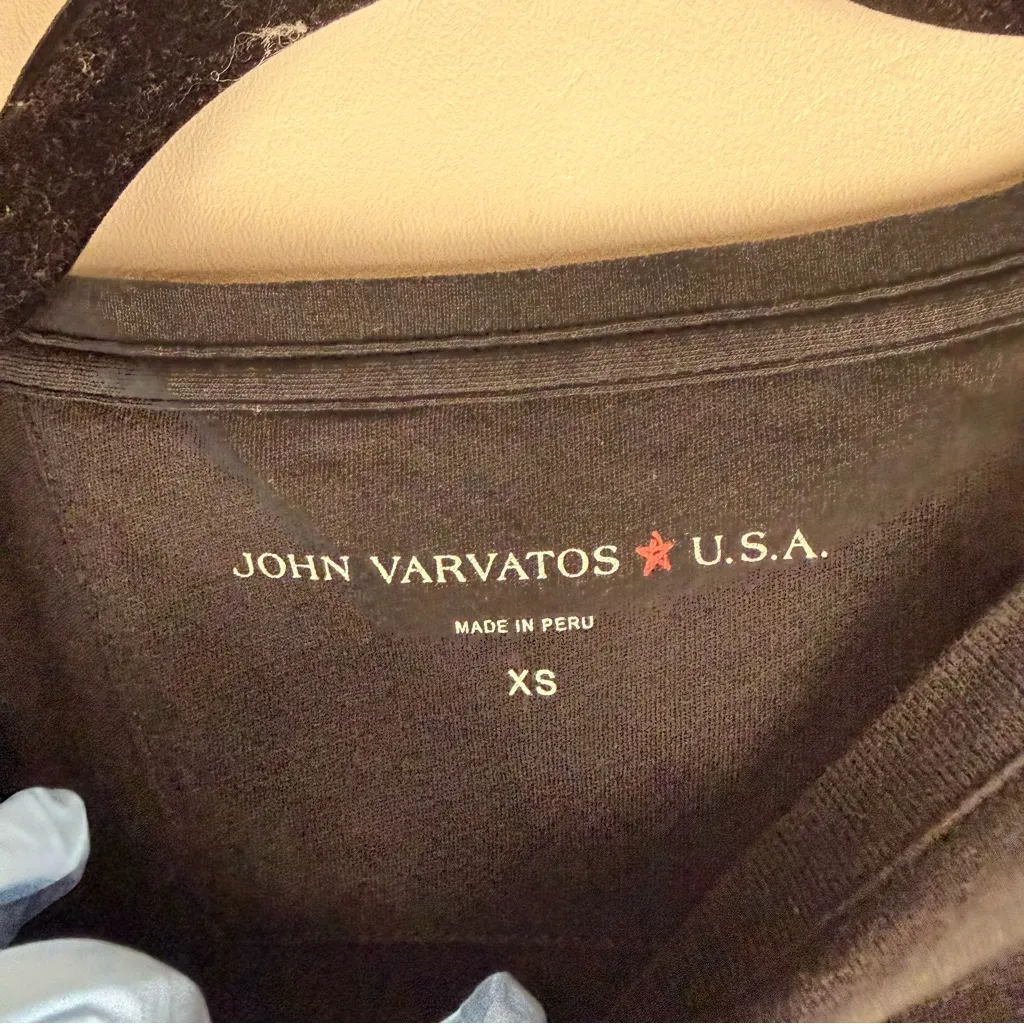 JOHN VARVATOS ★ U.S.A.
MADE IN PERU
XS